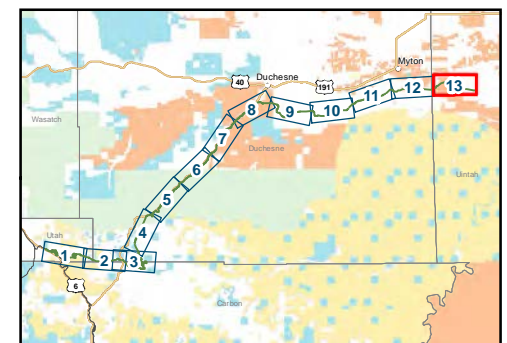 Myton
40
Duchesne
191
13
12
11
10
9
8
Wasatch
7
Duchesne
6
Uintah
5
4
Utah
1
2
3
6
Carbon